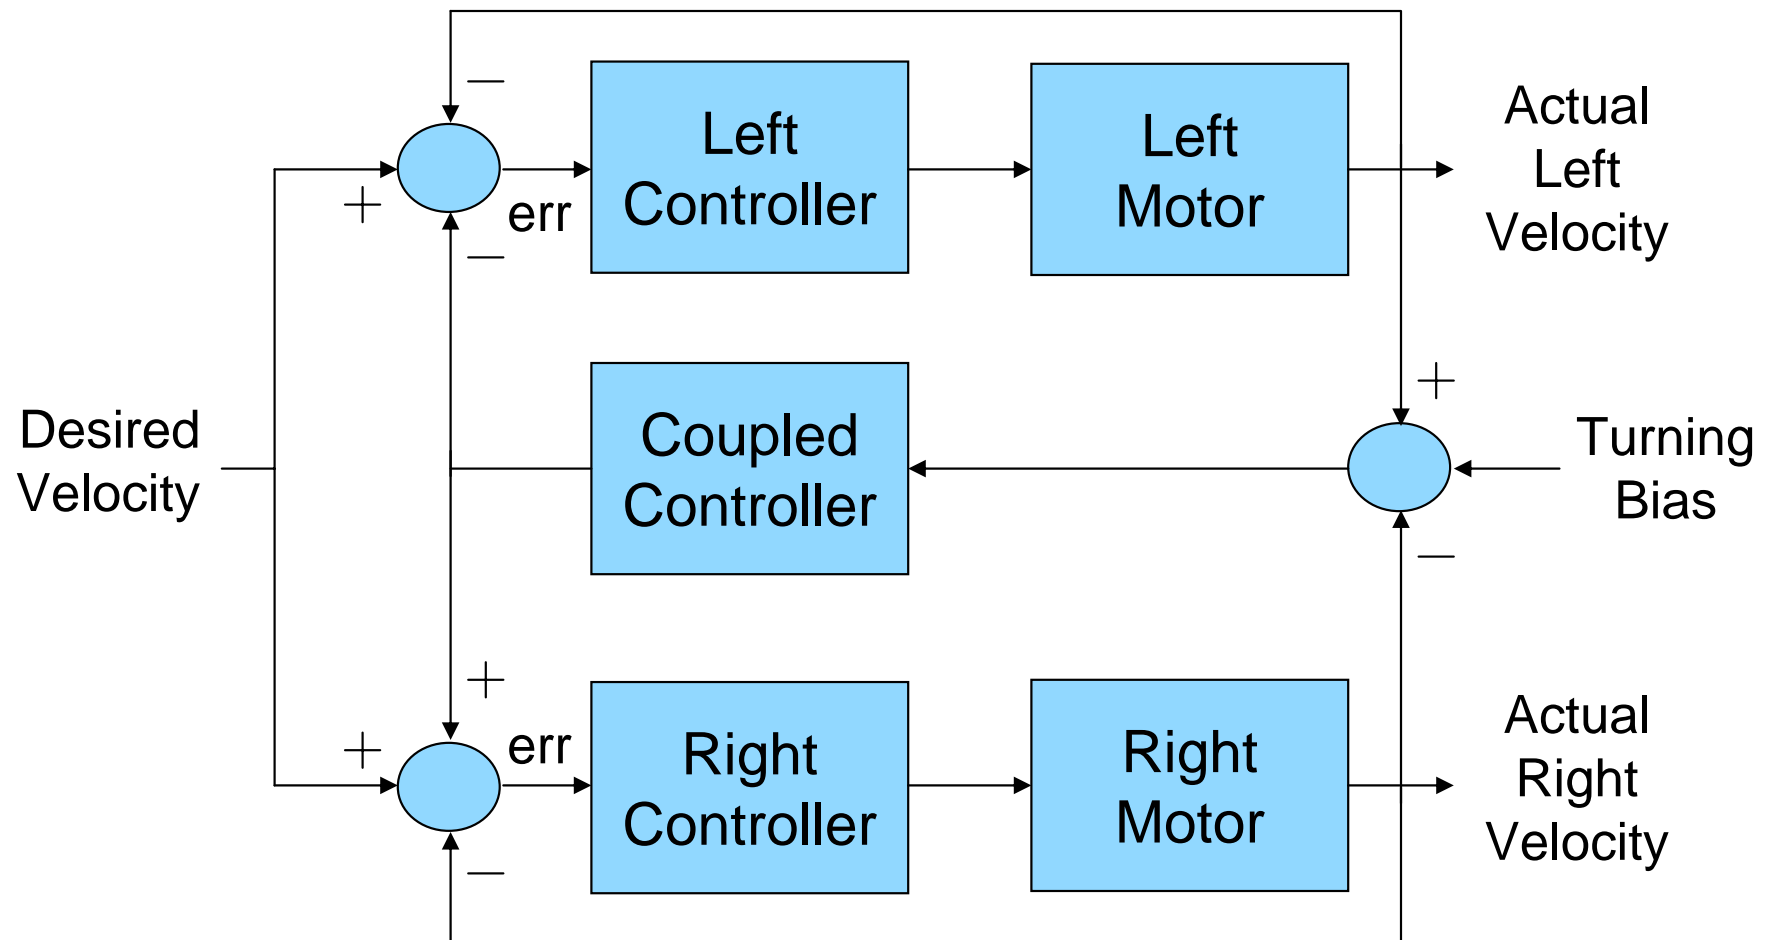 −
Left
Controller
Left
Motor
Actual
Left
Velocity
+
err
−
Desired
Velocity
Coupled
Controller
+
Turning
Bias
−
+
+
err
Right
Controller
Right
Motor
Actual
Right
Velocity
−